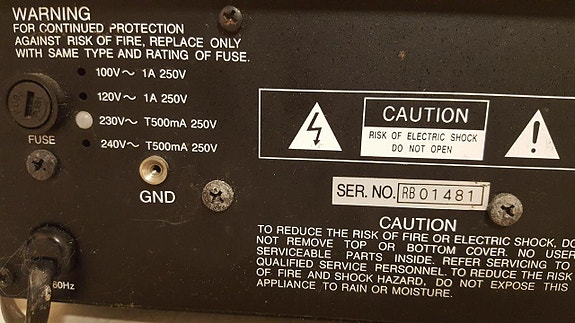 WARNING
FOR CONTINUED PROTECTION
AGAINST RISK OF FIRE, REPLACE ONLY
WITH SAME TYPE AND RATING OF FUSE.
100V～ 1A 250V
120V～ 1A 250V
230V～ T500mA 250V
240V～ T500mA 250V
FUSE
GND
60Hz
CAUTION
RISK OF ELECTRIC SHOCK
DO NOT OPEN
SER. NO. RB01481
CAUTION
TO REDUCE THE RISK OF FIRE OR ELECTRIC SHOCK, DO
NOT REMOVE TOP OR BOTTOM COVER. NO USER
SERVICEABLE PARTS INSIDE. REFER SERVICING TO
QUALIFIED SERVICE PERSONNEL. TO REDUCE THE RISK
OF FIRE AND SHOCK HAZARD, DO NOT EXPOSE THIS
APPLIANCE TO RAIN OR MOISTURE.